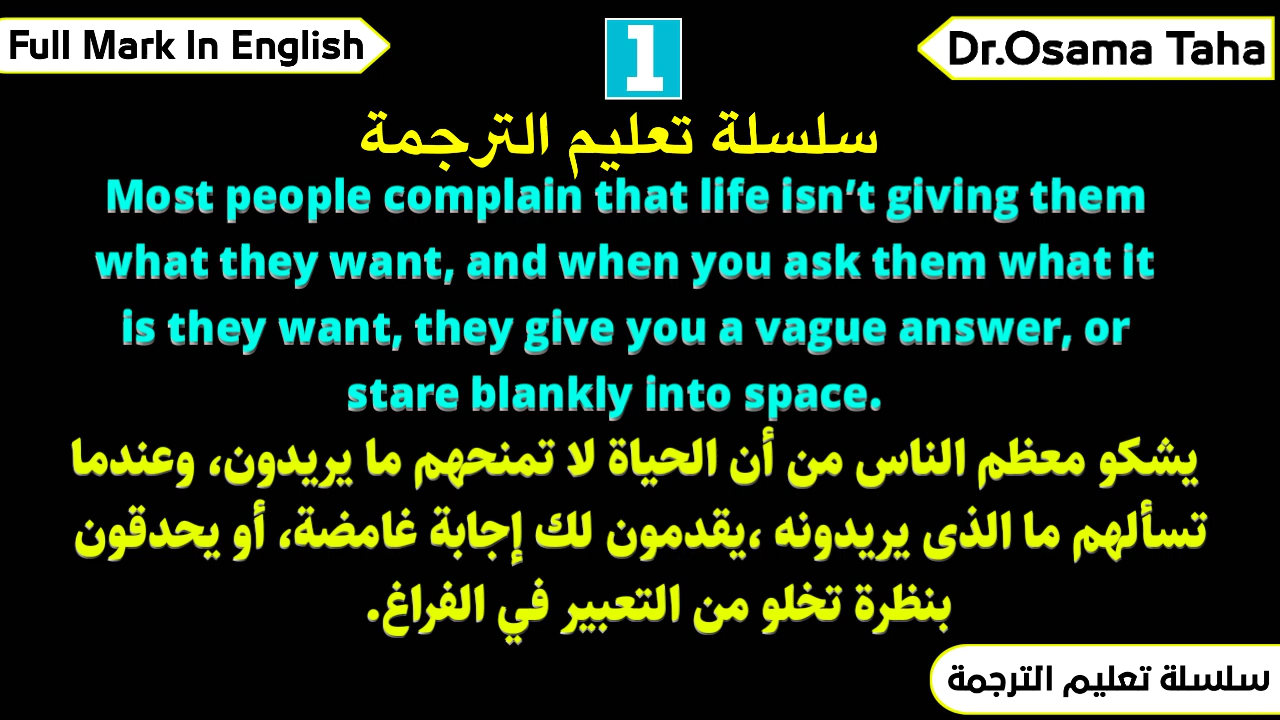 Full Mark In English
1
Dr.Osama Taha
سلسلة تعليم الترجمة
Most people complain that life isn’t giving them
what they want, and when you ask them what it
is they want, they give you a vague answer, or
stare blankly into space.
يشكو معظم الناس من أن الحياة لا تمنحهم ما يريدون، وعندما
تسألهم ما الذى يريدونه ،يقدمون لك إجابة غامضة، أو يحدقون
بنظرة تخلو من التعبير في الفراغ.
سلسلة تعليم الترجمة